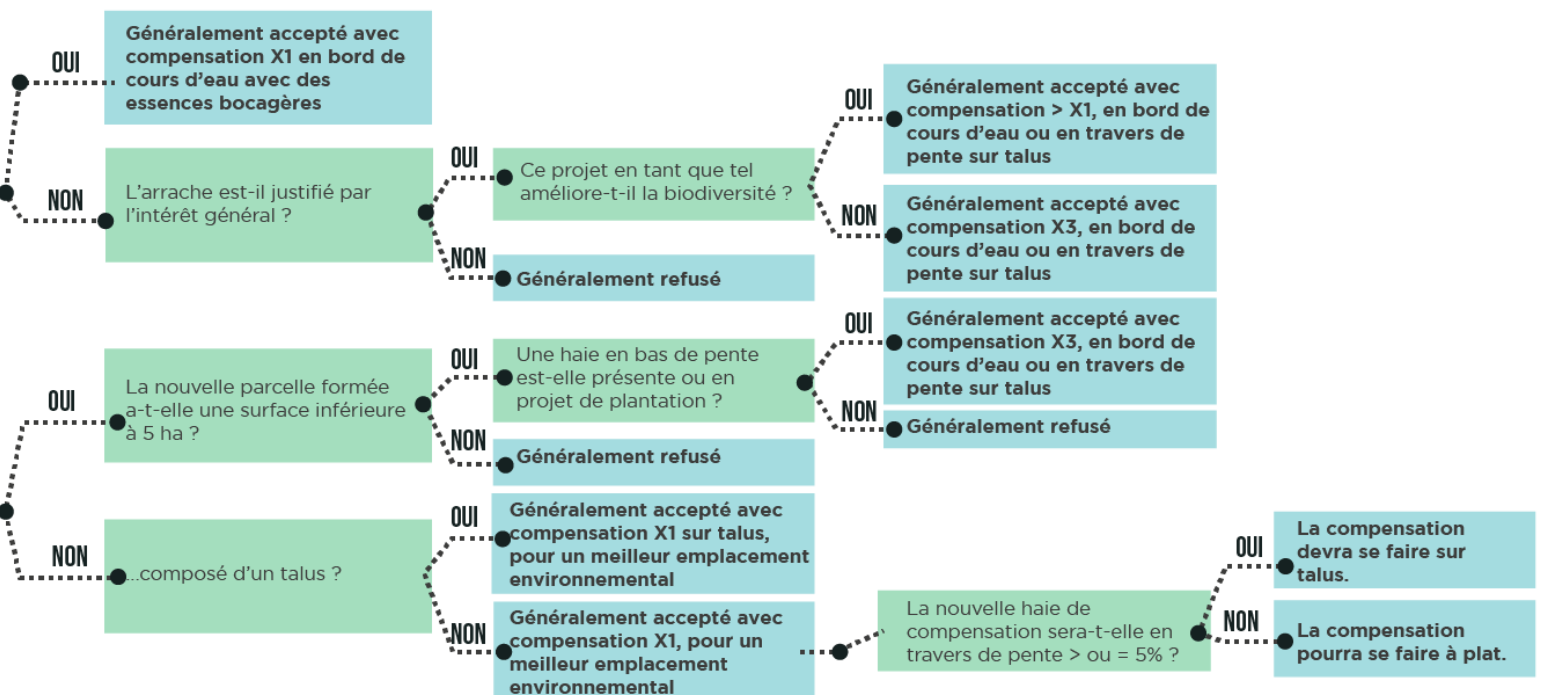 OUI
Généralement accepté avec
compensation X1 en bord de
cours d'eau avec des
essences bocagères
NON
L'arrache est-il justifié par
l'intérêt général ?
OUI
Ce projet en tant que tel
améliore-t-il la biodiversité ?
OUI
Généralement accepté avec
compensation > X1, en bord de
cours d'eau ou en travers de
pente sur talus
NON
Généralement accepté avec
compensation X3, en bord de
cours d'eau ou en travers de
pente sur talus
NON
Généralement refusé
OUI
La nouvelle parcelle formée
a-t-elle une surface inférieure
à 5 ha ?
OUI
Une haie en bas de pente
est-elle présente ou en
projet de plantation ?
OUI
Généralement accepté avec
compensation X3, en bord de
cours d'eau ou en travers de
pente sur talus
NON
Généralement refusé
NON
Généralement refusé
NON
...composé d'un talus ?
OUI
Généralement accepté avec
compensation X1 sur talus,
pour un meilleur emplacement
environnemental
NON
Généralement accepté avec
compensation X1, pour un
meilleur emplacement
environnemental
La nouvelle haie de
compensation sera-t-elle en
travers de pente > ou = 5% ?
OUI
La compensation
devra se faire sur
talus.
NON
La compensation
pourra se faire à plat.